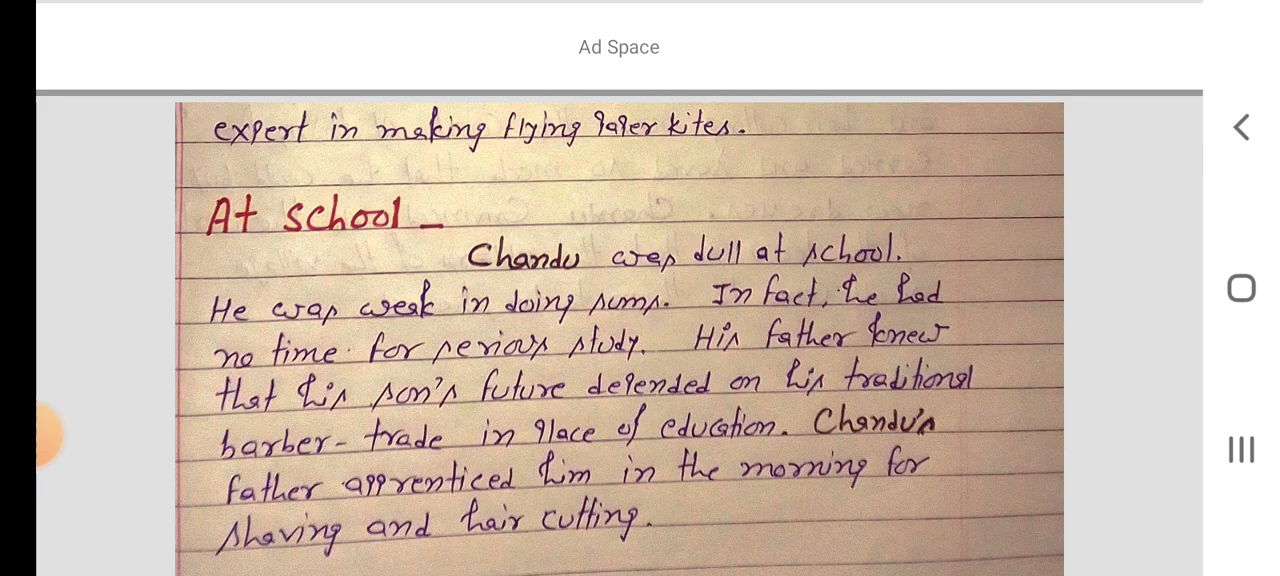 Ad Space
expert in making flying paper kites.
At school -
Chandu was dull at school.
He was weak in doing sums. In fact, he had
no time for serious study. His father knew
that his son's future depended on his traditional
barber-trade in place of education. Chandu's
father apprenticed him in the morning for
shaving and hair cutting.